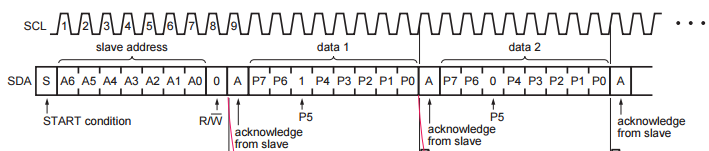 SCL 1 2 3 4 5 6 7 8 9
slave address data 1 data 2
SDA S A6 A5 A4 A3 A2 A1 A0 0 A P7 P6 1 P4 P3 P2 P1 P0 A P7 P6 0 P4 P3 P2 P1 P0 A
START condition R/W̅ acknowledge from slave P5 acknowledge from slave P5 acknowledge from slave